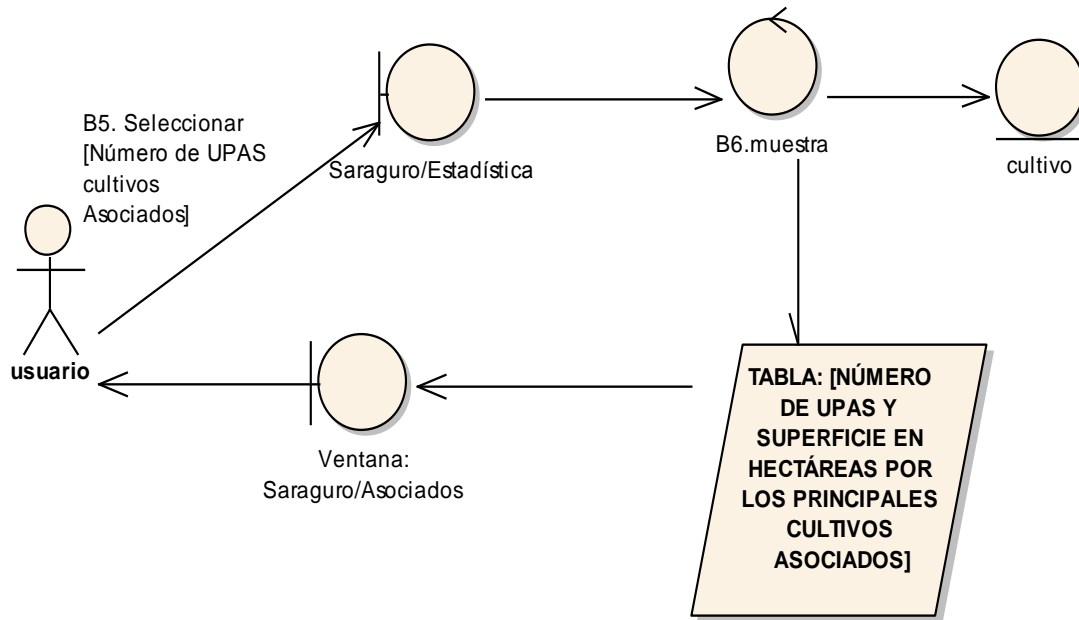 B5. Seleccionar
[Número de UPAS
cultivos
Asociados]
usuario
Saraguro/Estadística
B6.muestra
cultivo
TABLA: [NÚMERO
DE UPAS Y
SUPERFICIE EN
HECTÁREAS POR
LOS PRINCIPALES
CULTIVOS
ASOCIADOS]
Ventana:
Saraguro/Asociados